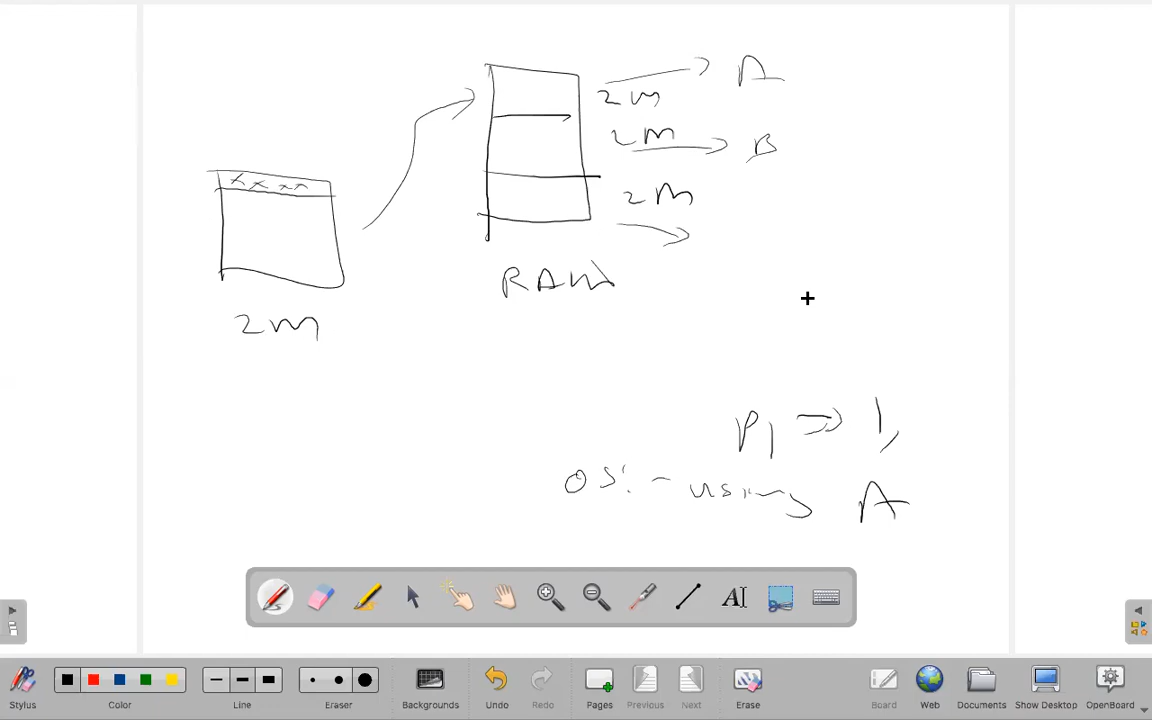 A
2m
2m
B
xxxx
2m
RAM
2m
P1 => 1,
OS: - using A
Stylus
Color
Line
Eraser
Backgrounds
Undo
Redo
Pages
Previous
Next
Erase
Board
Web
Documents
Show Desktop
OpenBoard